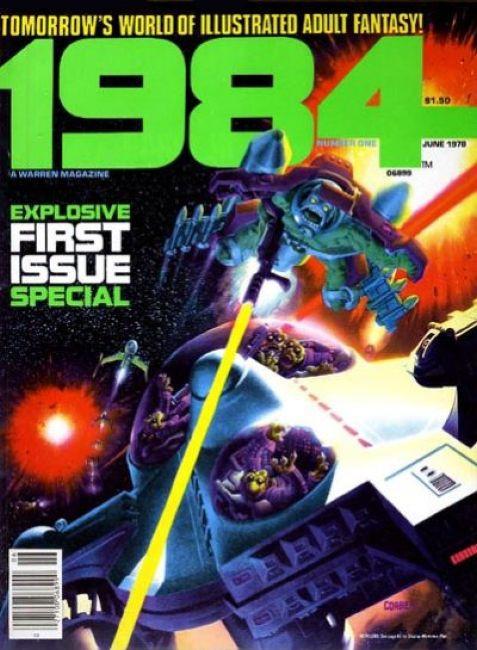 TOMORROW'S WORLD OF ILLUSTRATED ADULT FANTASY!
1984
$1.50
NUMBER ONE
JUNE 1978
A WARREN MAGAZINE
TM
06899
EXPLOSIVE
FIRST
ISSUE
SPECIAL
CORBEN
06